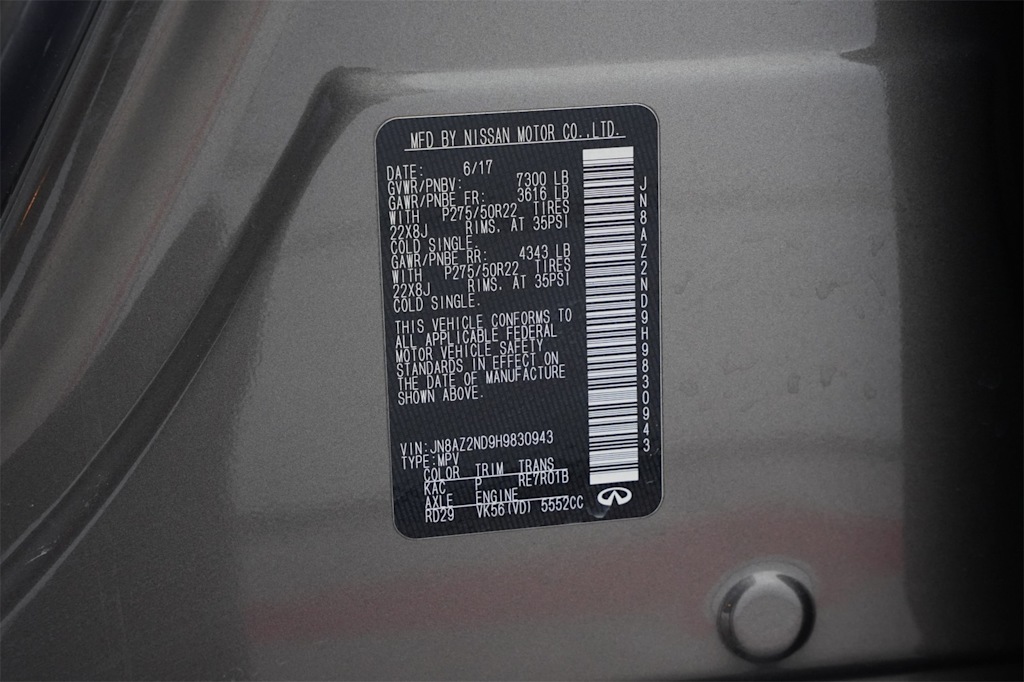 MFD BY NISSAN MOTOR CO.,LTD.
DATE: 6/17
GVWR/PNBV: 7300 LB
GAWR/PNBE FR: 3616 LB
WITH P275/50R22 TIRES
22X8J RIMS. AT 35PSI
COLD SINGLE.
GAWR/PNBE RR: 4343 LB
WITH P275/50R22 TIRES
22X8J RIMS. AT 35PSI
COLD SINGLE.
THIS VEHICLE CONFORMS TO
ALL APPLICABLE FEDERAL
MOTOR VEHICLE SAFETY
STANDARDS IN EFFECT ON
THE DATE OF MANUFACTURE
SHOWN ABOVE.
VIN:JN8AZ2ND9H9830943
TYPE:MPV
COLOR TRIM TRANS
KAC P RE7R01B
AXLE ENGINE
RD29 VK56(VD) 5552CC
JN8AZ2ND9H9830943